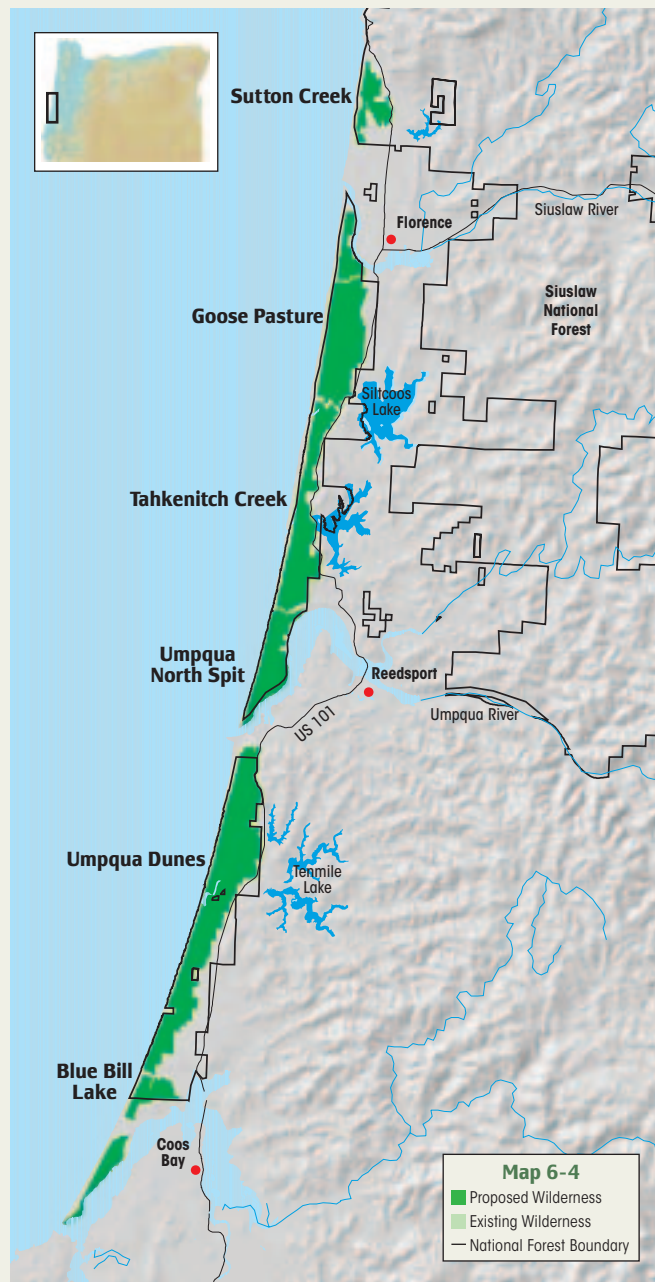 Sutton Creek
Florence
Siuslaw River
Goose Pasture
Siuslaw
National
Forest
Siltcoos
Lake
Tahkenitch Creek
Umpqua
North Spit
Reedsport
Umpqua River
US 101
Umpqua Dunes
Tenmile
Lake
Blue Bill
Lake
Coos
Bay
Map 6-4
Proposed Wilderness
Existing Wilderness
National Forest Boundary